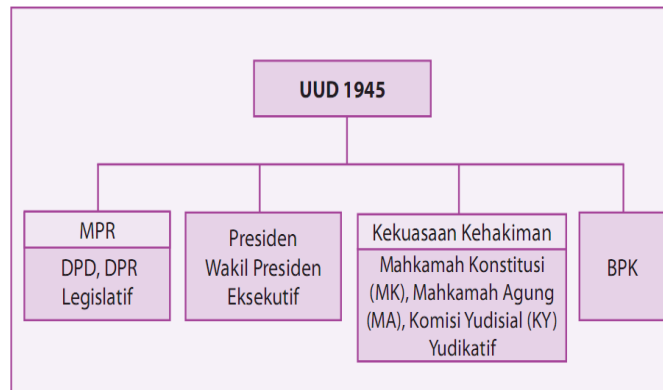 UUD 1945
MPR
DPD, DPR
Legislatif
Presiden
Wakil Presiden
Eksekutif
Kekuasaan Kehakiman
Mahkamah Konstitusi
(MK), Mahkamah Agung
(MA), Komisi Yudisial (KY)
Yudikatif
BPK